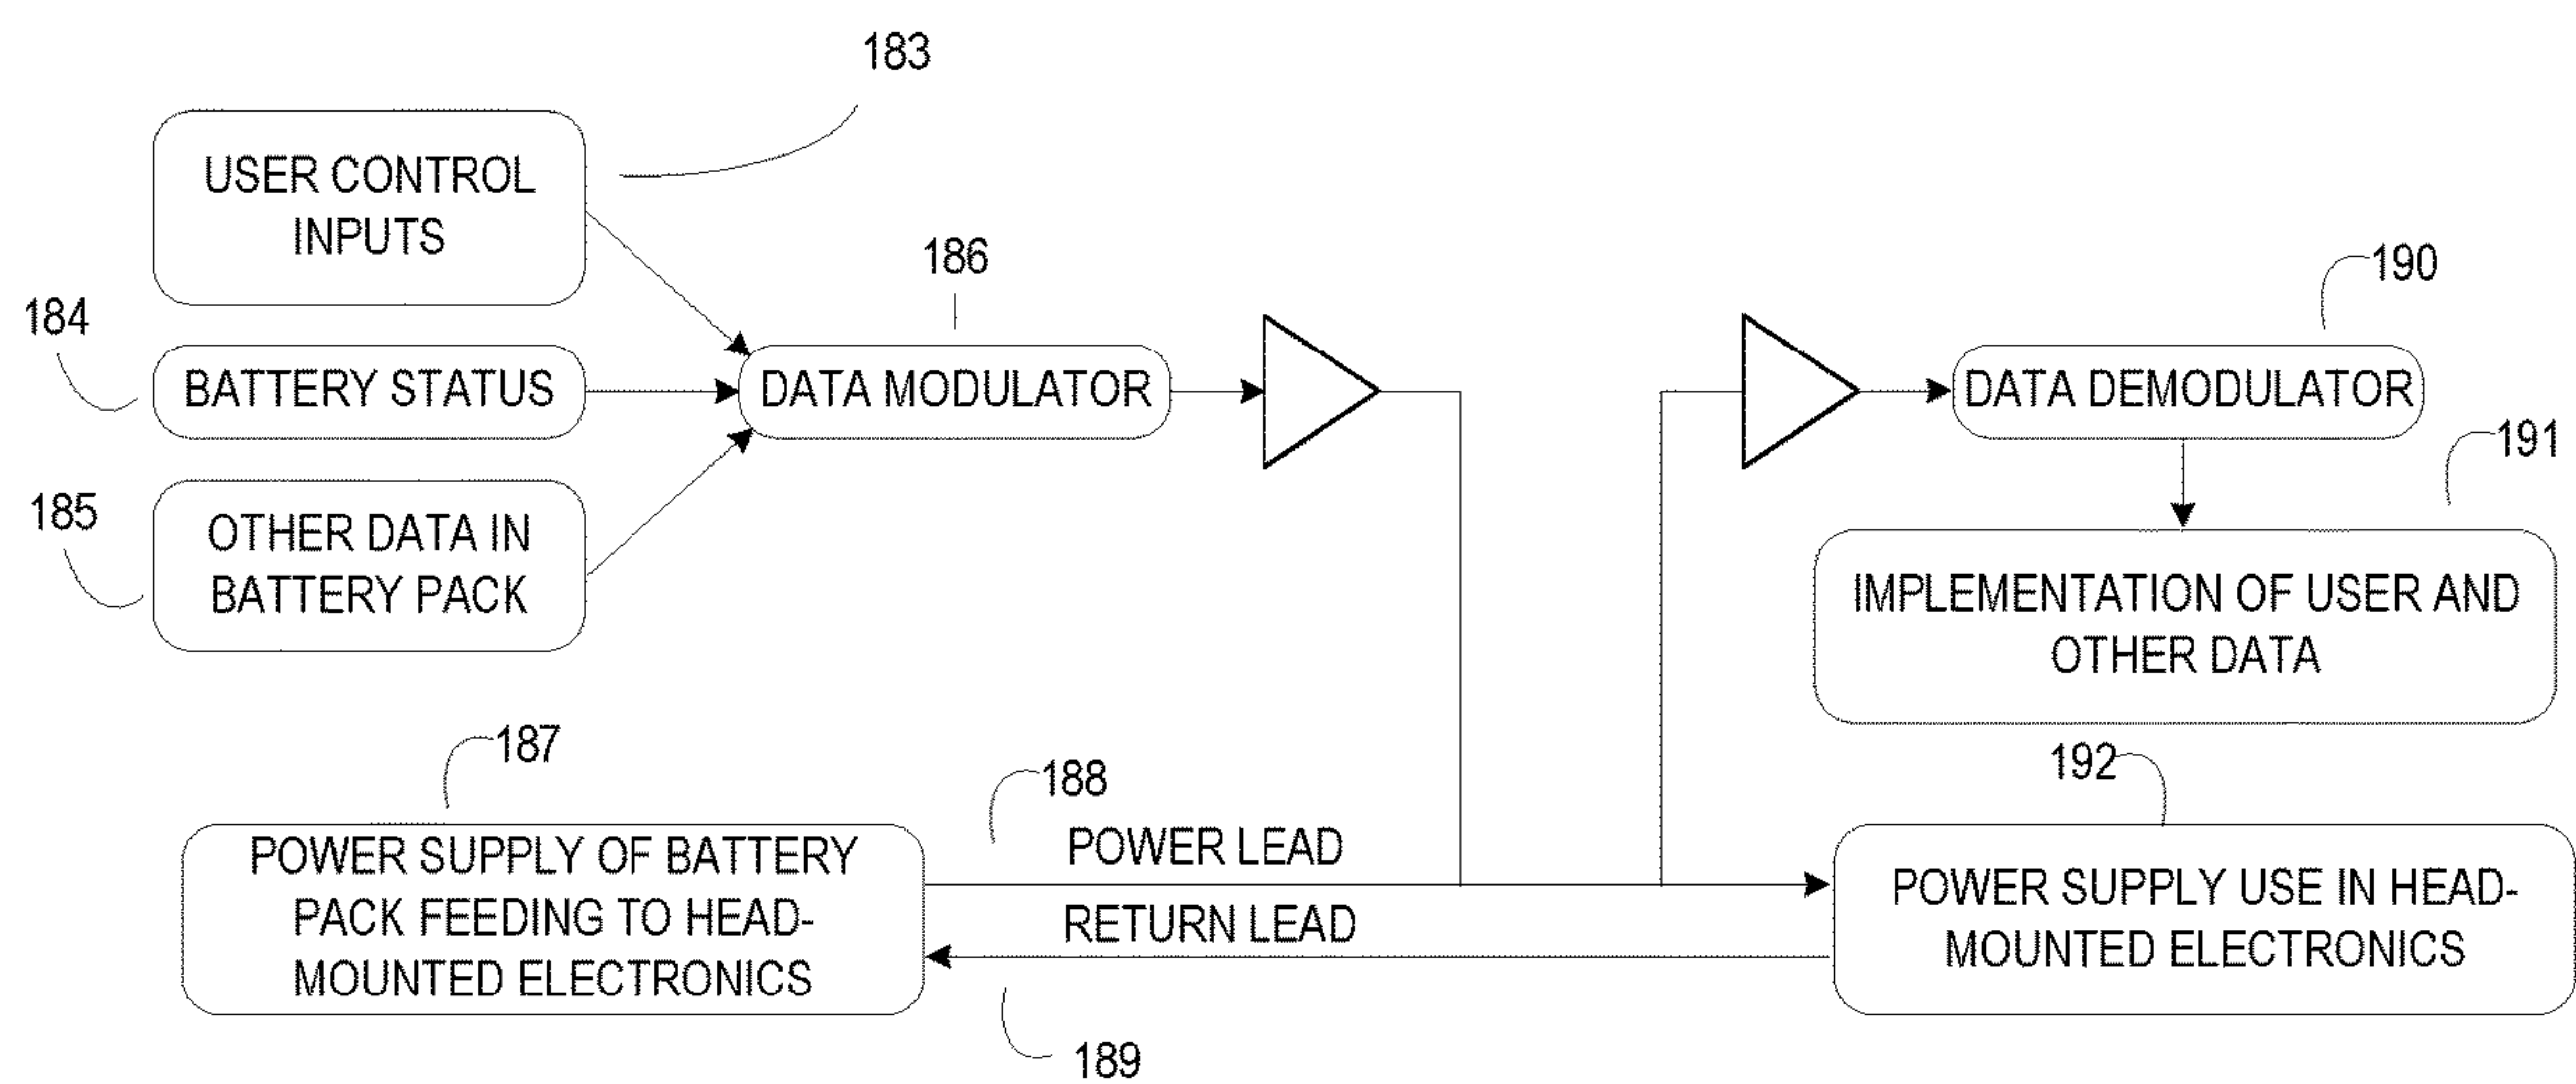 183
USER CONTROL
INPUTS
184
BATTERY STATUS
185
OTHER DATA IN
BATTERY PACK
186
DATA MODULATOR
190
DATA DEMODULATOR
191
IMPLEMENTATION OF USER AND
OTHER DATA
187
POWER SUPPLY OF BATTERY
PACK FEEDING TO HEAD-
MOUNTED ELECTRONICS
188
POWER LEAD
RETURN LEAD
189
192
POWER SUPPLY USE IN HEAD-
MOUNTED ELECTRONICS